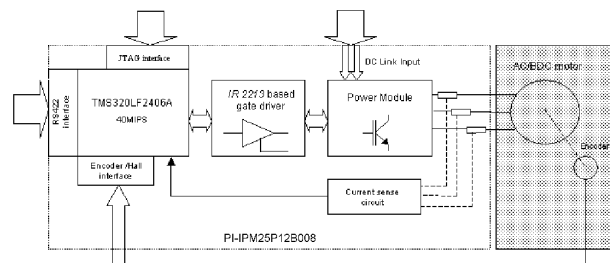 JTAG interface
DC Link Input
AC/BDC motor
RS422
interface
TMS320LF2406A
40MIPS
IR 2213 based
gate driver
Power Module
Encoder
Encoder /Hall
interface
Current sense
circuit
PI-IPM25P12B008